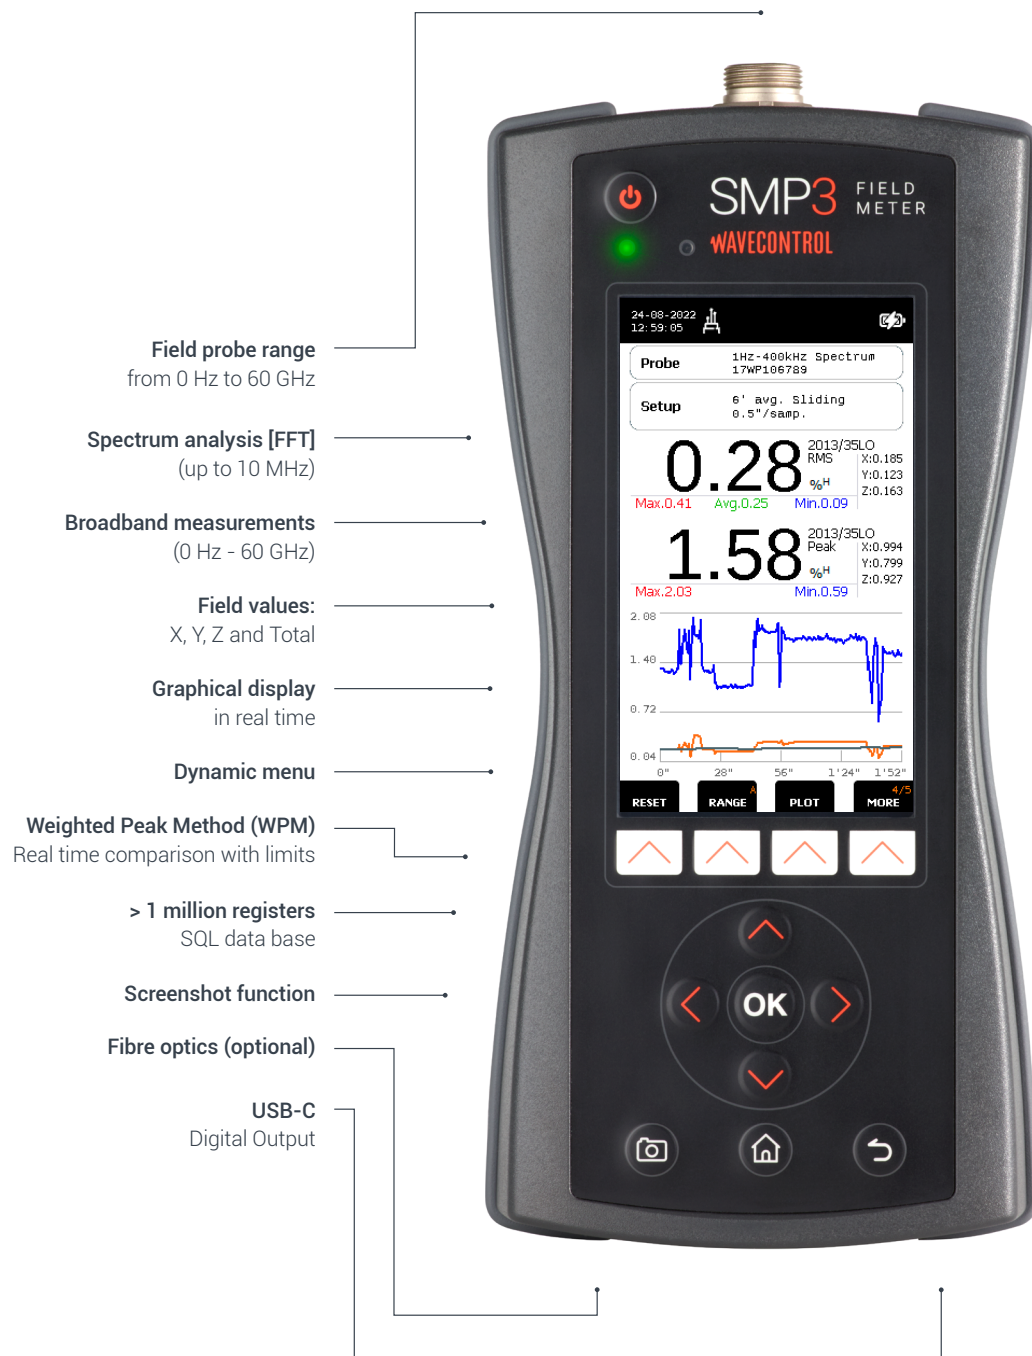 Field probe range
from 0 Hz to 60 GHz
Spectrum analysis [FFT]
(up to 10 MHz)
Broadband measurements
(0 Hz - 60 GHz)
Field values:
X, Y, Z and Total
Graphical display
in real time
Dynamic menu
Weighted Peak Method (WPM)
Real time comparison with limits
> 1 million registers
SQL data base
Screenshot function
Fibre optics (optional)
USB-C
Digital Output
SMP3 FIELD METER
WAVECONTROL
24-08-2022
12:59:05
Probe 1Hz-400kHz Spectrum
17WP106789
Setup 6' avg. Sliding
0.5"/samp.
0.28 %H
2013/35LO
RMS
X:0.185
Y:0.123
Z:0.163
Max.0.41 Avg.0.25 Min.0.09
1.58 %H
2013/35LO
Peak
X:0.994
Y:0.799
Z:0.927
Max.2.03 Min.0.59
2.08
1.40
0.72
0.04
0" 28" 56" 1'24" 1'52"
A 4/5
RESET RANGE PLOT MORE
OK